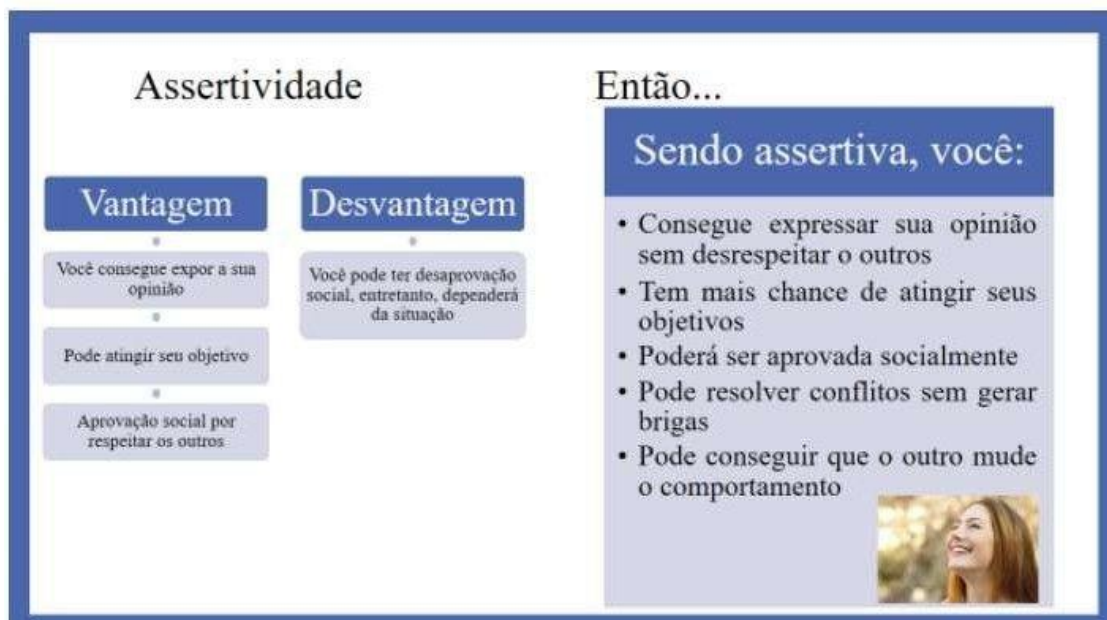 Assertividade
Vantagem
Você consegue expor a sua
opinião
Pode atingir seu objetivo
Aprovação social por
respeitar os outros
Desvantagem
Você pode ter desaprovação
social, entretanto, dependerá
da situação
Então...
Sendo assertiva, você:
• Consegue expressar sua opinião
sem desrespeitar o outros
• Tem mais chance de atingir seus
objetivos
• Poderá ser aprovada socialmente
• Pode resolver conflitos sem gerar
brigas
• Pode conseguir que o outro mude
o comportamento